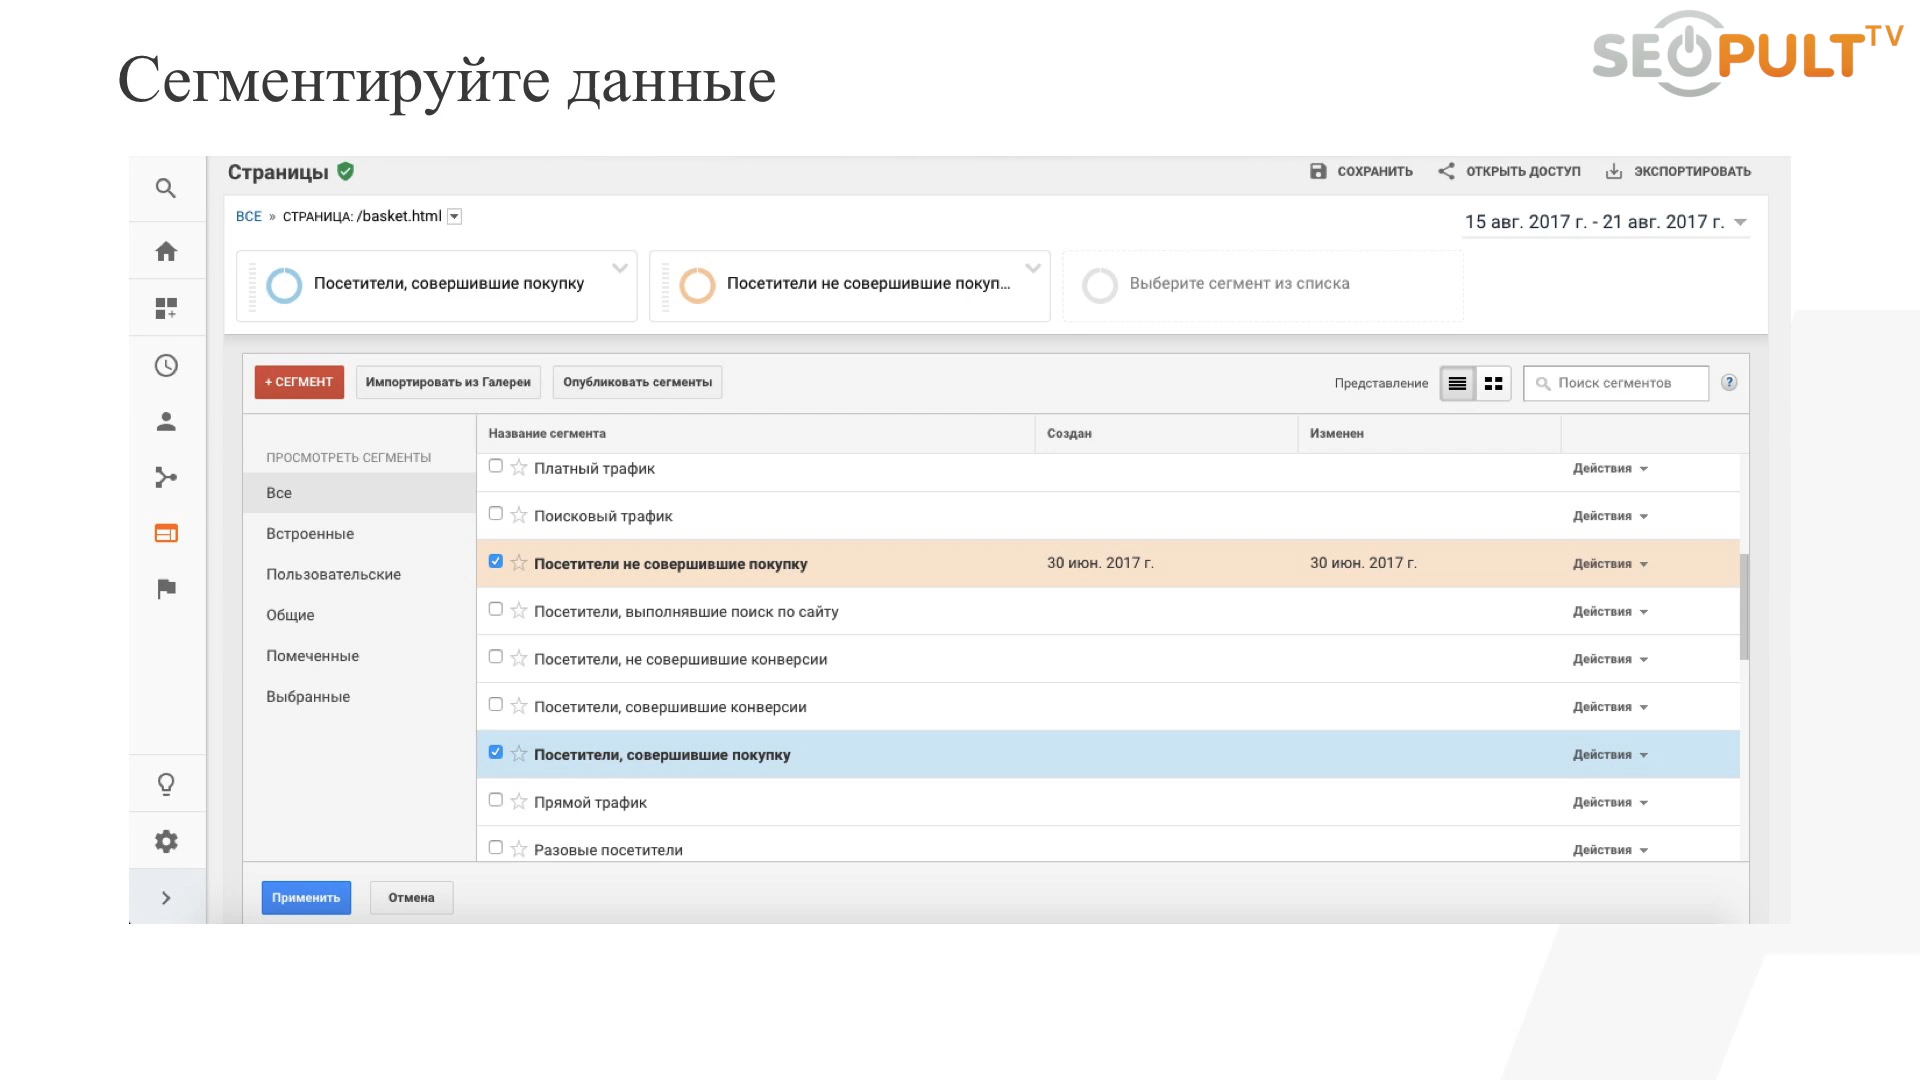 Сегментируйте данные
SEOPULT TV
Страницы
СОХРАНИТЬ
ОТКРЫТЬ ДОСТУП
ЭКСПОРТИРОВАТЬ
ВСЕ » СТРАНИЦА: /basket.html
15 авг. 2017 г. - 21 авг. 2017 г.
Посетители, совершившие покупку
Посетители не совершившие покуп...
Выберите сегмент из списка
+ СЕГМЕНТ
Импортировать из Галереи
Опубликовать сегменты
Представление
Поиск сегментов
?
ПРОСМОТРЕТЬ СЕГМЕНТЫ
Все
Встроенные
Пользовательские
Общие
Помеченные
Выбранные
Название сегмента Создан Изменен
Платный трафик Действия
Поисковый трафик Действия
Посетители не совершившие покупку 30 июн. 2017 г. 30 июн. 2017 г. Действия
Посетители, выполнявшие поиск по сайту Действия
Посетители, не совершившие конверсии Действия
Посетители, совершившие конверсии Действия
Посетители, совершившие покупку Действия
Прямой трафик Действия
Разовые посетители Действия
Применить
Отмена